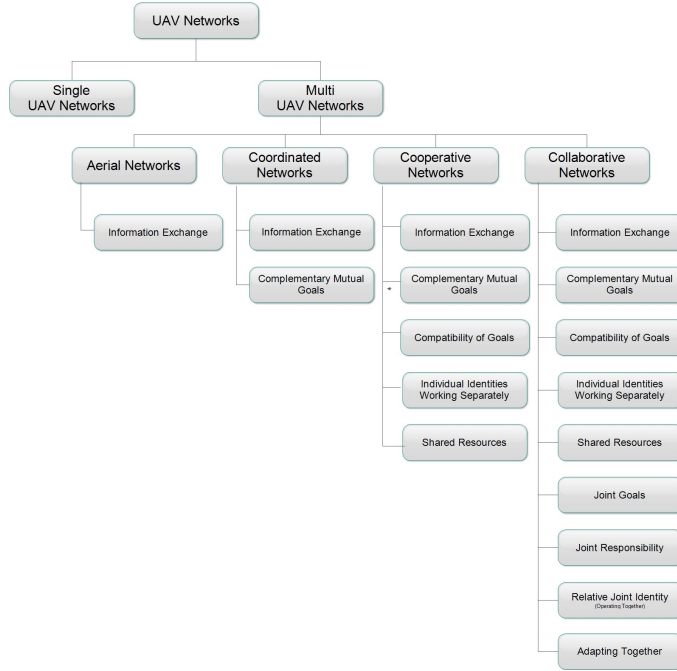 UAV Networks
Single
UAV Networks
Multi
UAV Networks
Aerial Networks
Coordinated
Networks
Cooperative
Networks
Collaborative
Networks
Information Exchange
Information Exchange
Information Exchange
Information Exchange
Complementary Mutual
Goals
Complementary Mutual
Goals
Complementary Mutual
Goals
Compatibility of Goals
Compatibility of Goals
Individual Identities
Working Separately
Individual Identities
Working Separately
Shared Resources
Shared Resources
Joint Goals
Joint Responsibility
Relative Joint Identity
(Operating Together)
Adapting Together